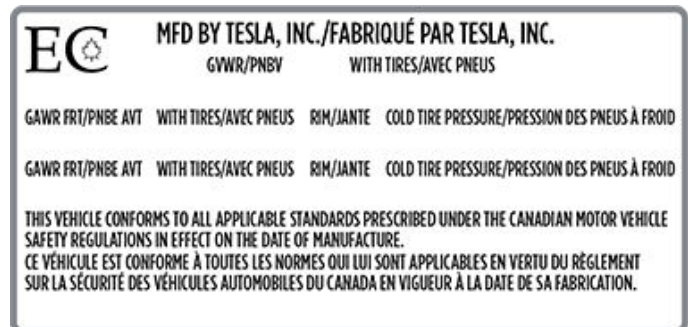 EC
MFD BY TESLA, INC./FABRIQUÉ PAR TESLA, INC.
GVWR/PNBV WITH TIRES/AVEC PNEUS
GAWR FRT/PNBE AVT WITH TIRES/AVEC PNEUS RIM/JANTE COLD TIRE PRESSURE/PRESSION DES PNEUS À FROID
GAWR FRT/PNBE AVT WITH TIRES/AVEC PNEUS RIM/JANTE COLD TIRE PRESSURE/PRESSION DES PNEUS À FROID
THIS VEHICLE CONFORMS TO ALL APPLICABLE STANDARDS PRESCRIBED UNDER THE CANADIAN MOTOR VEHICLE
SAFETY REGULATIONS IN EFFECT ON THE DATE OF MANUFACTURE.
CE VÉHICULE EST CONFORME À TOUTES LES NORMES QUI LUI SONT APPLICABLES EN VERTU DU RÈGLEMENT
SUR LA SÉCURITÉ DES VÉHICULES AUTOMOBILES DU CANADA EN VIGUEUR À LA DATE DE SA FABRICATION.